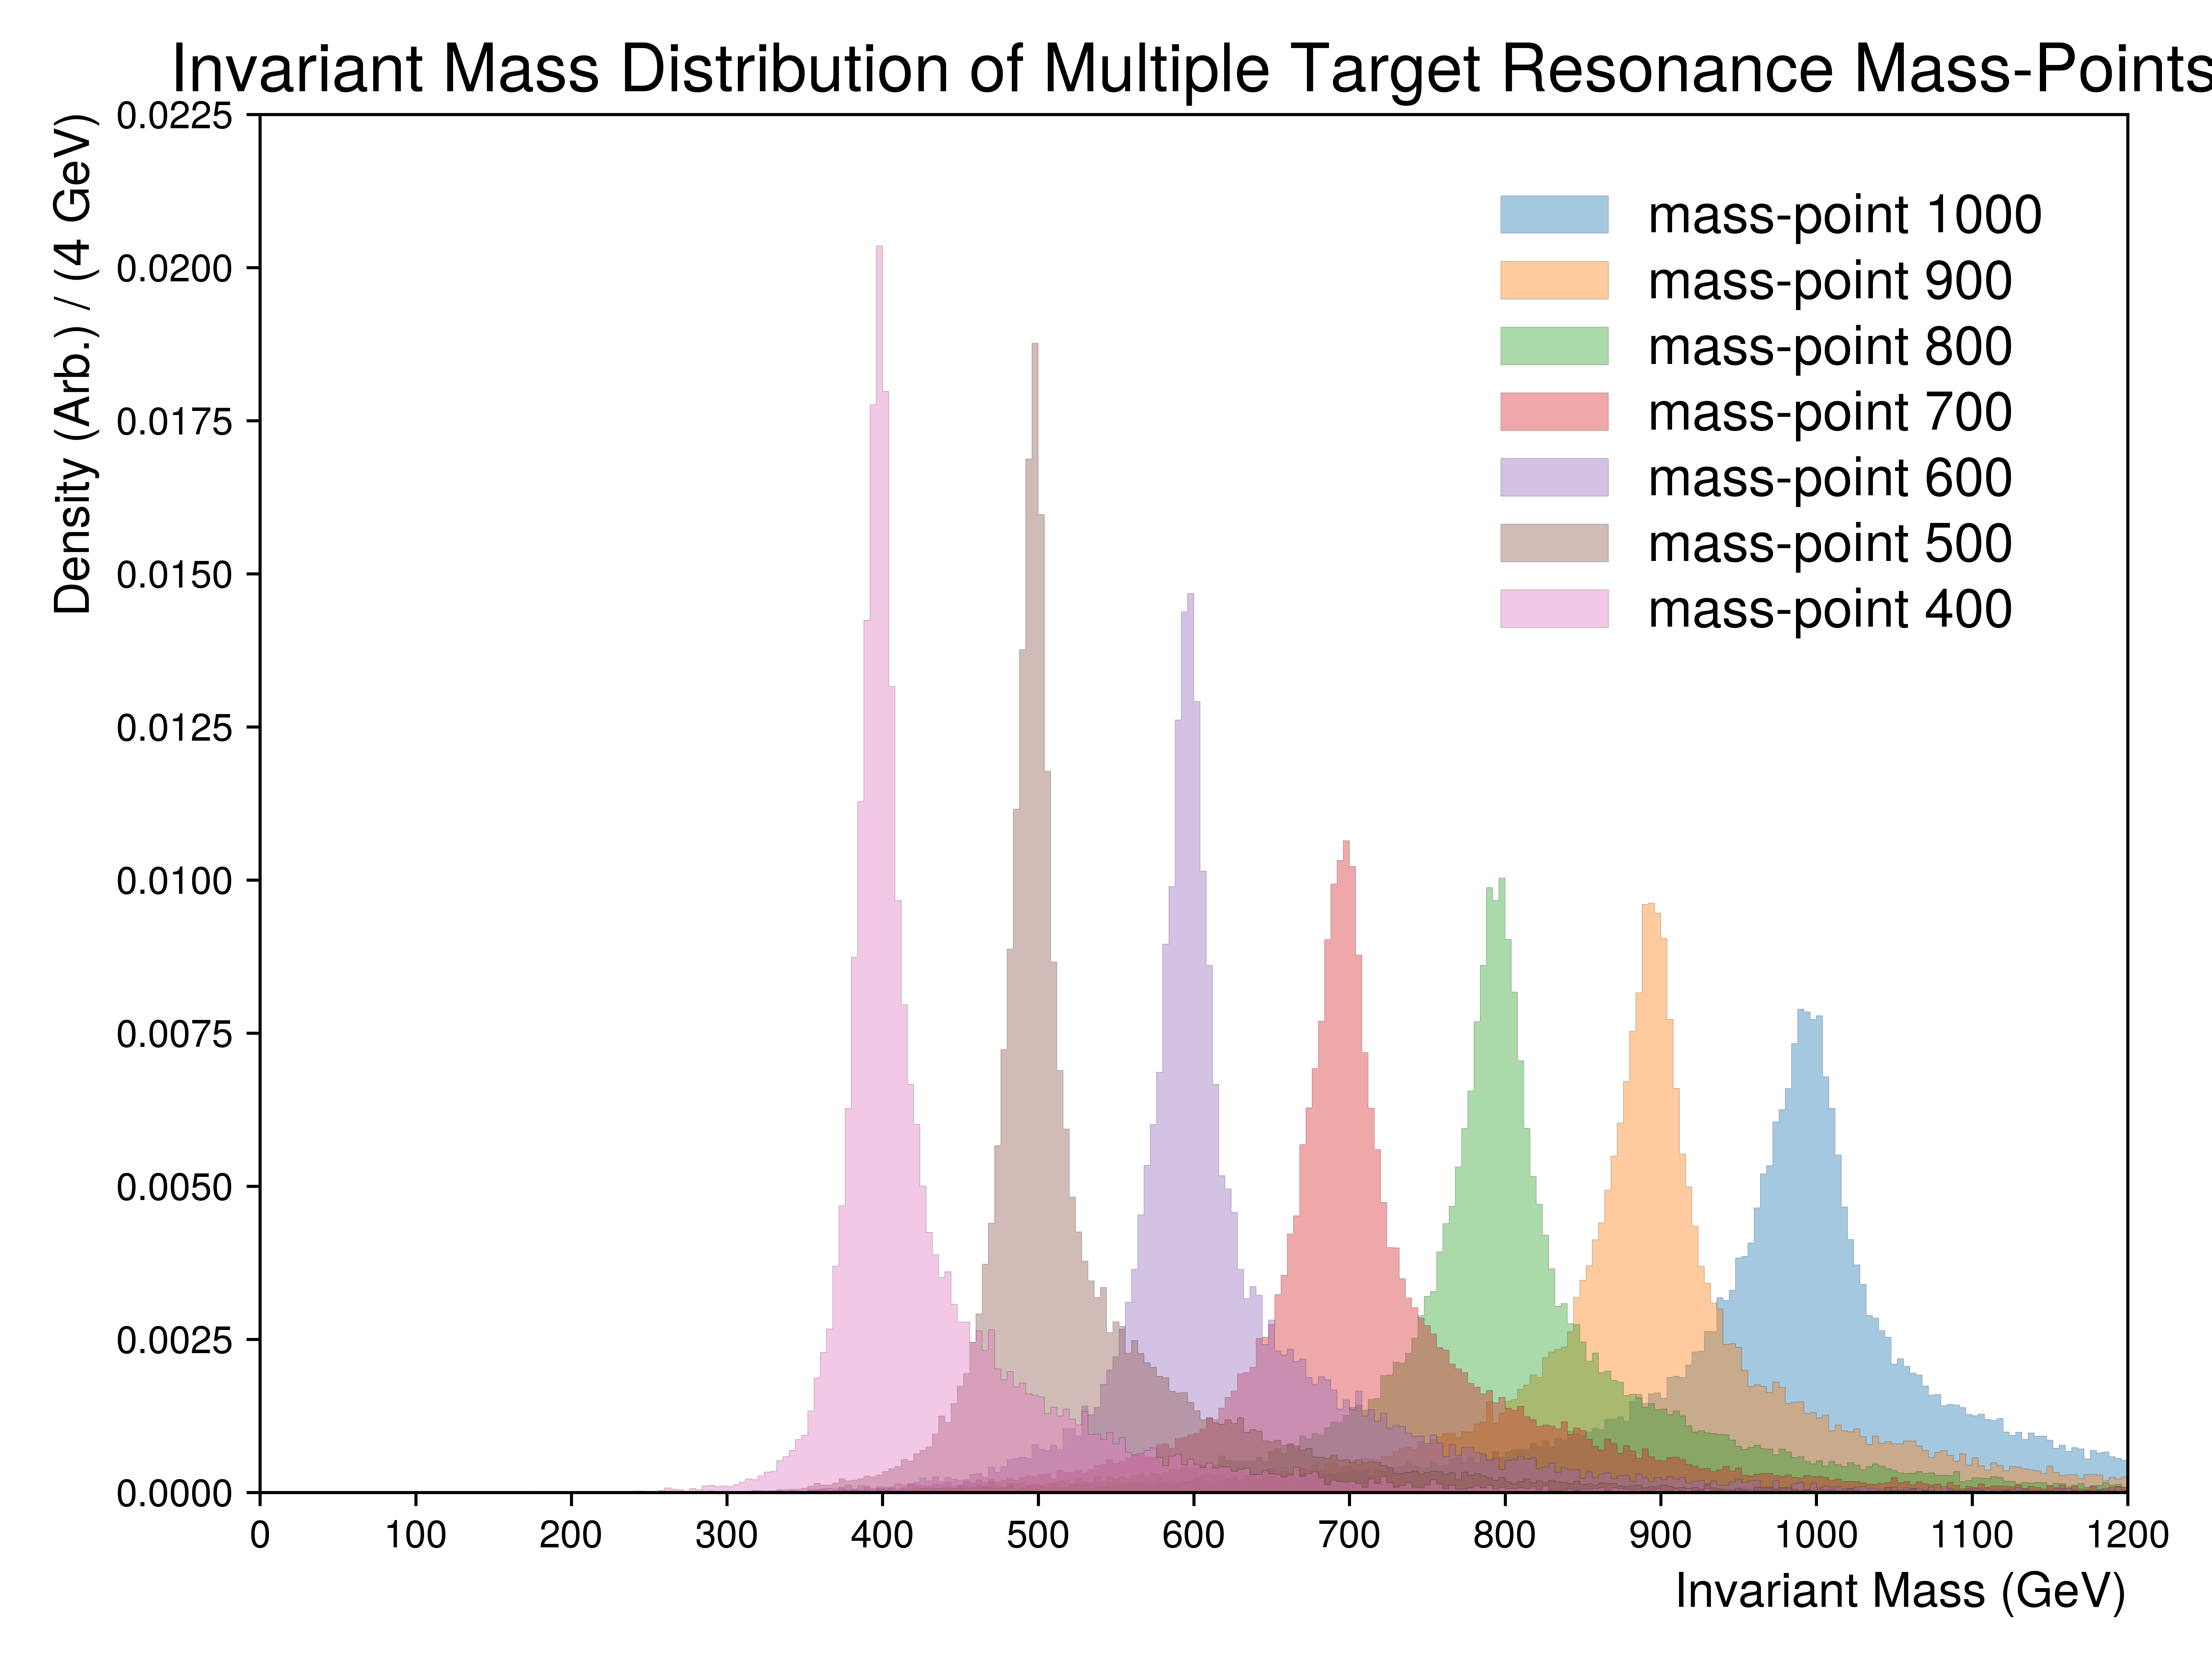 Invariant Mass Distribution of Multiple Target Resonance Mass-Points
Density (Arb.) / (4 GeV)
0.0225
0.0200
0.0175
0.0150
0.0125
0.0100
0.0075
0.0050
0.0025
0.0000
mass-point 1000
mass-point 900
mass-point 800
mass-point 700
mass-point 600
mass-point 500
mass-point 400
0 100 200 300 400 500 600 700 800 900 1000 1100 1200
Invariant Mass (GeV)